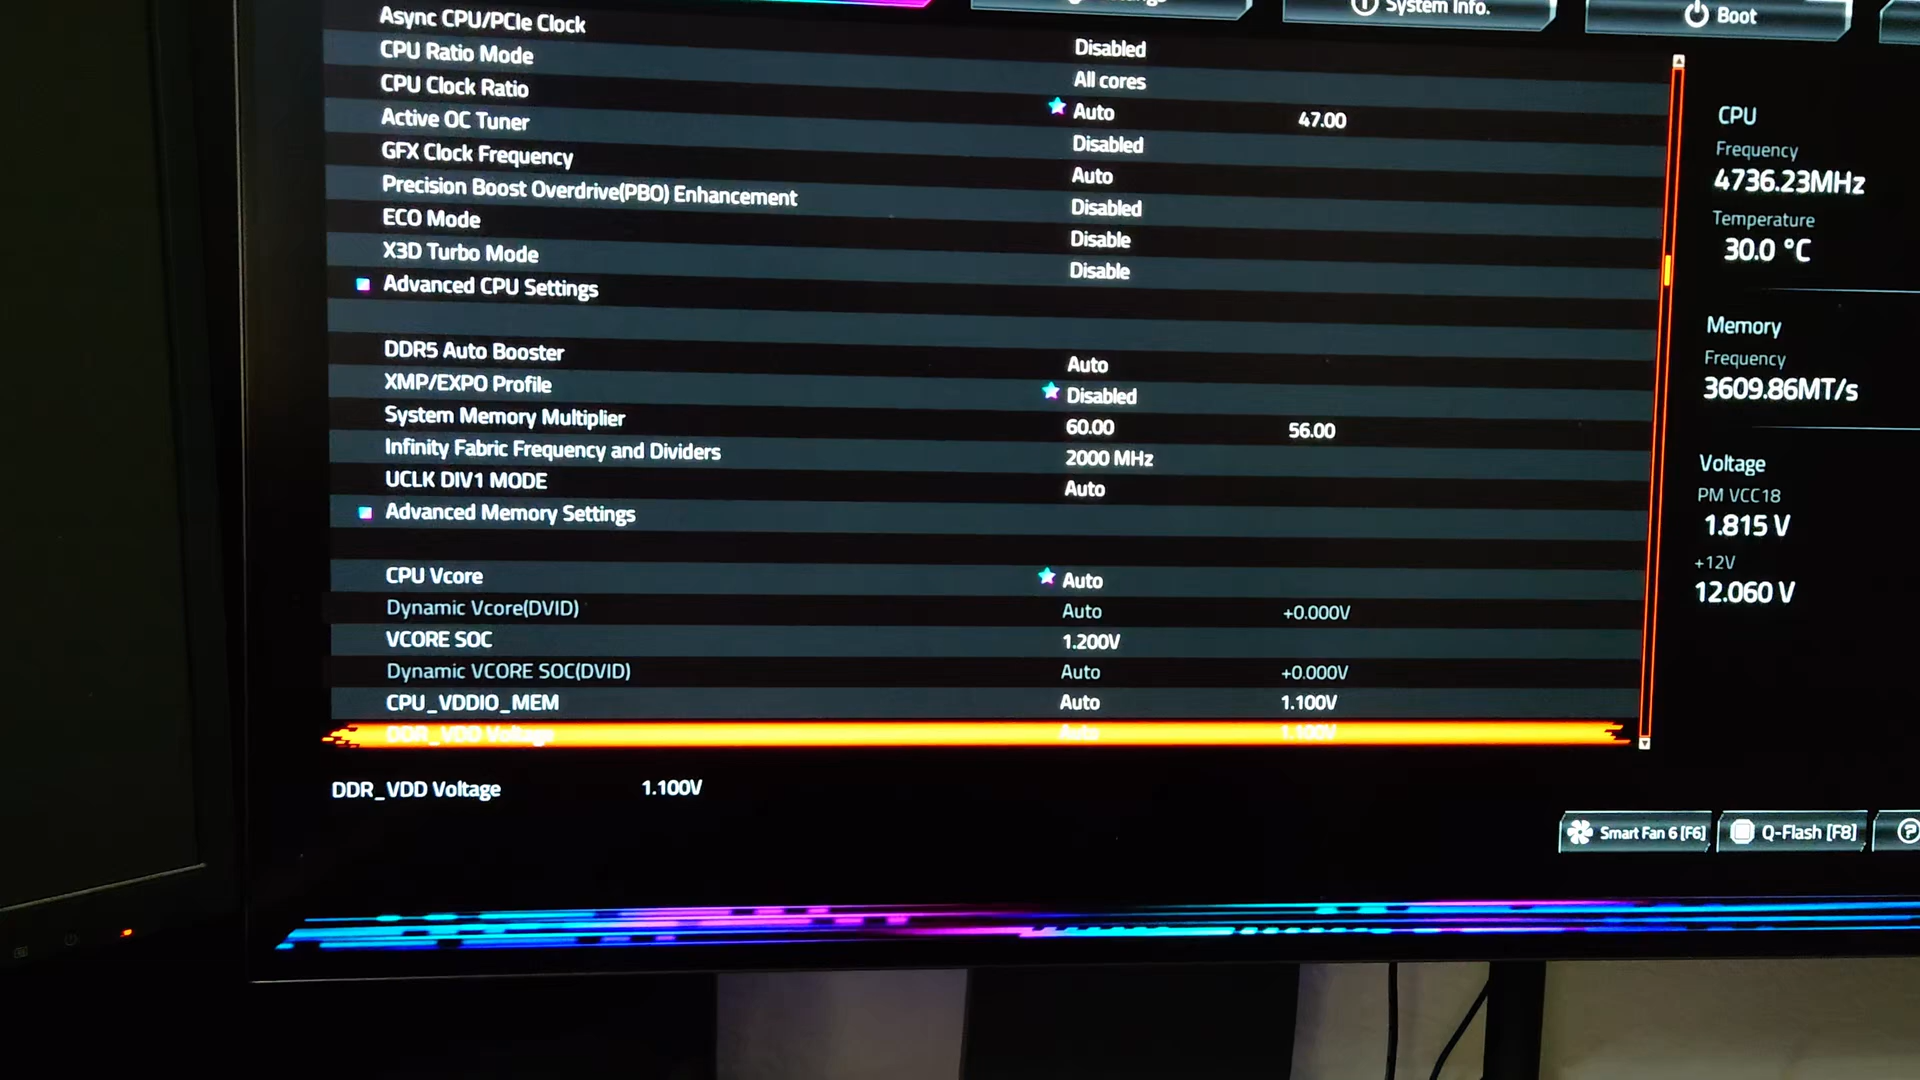 System Info.
Boot
Async CPU/PCIe Clock Disabled
CPU Ratio Mode All cores
CPU Clock Ratio Auto 47.00
Active OC Tuner Disabled
GFX Clock Frequency Auto
Precision Boost Overdrive(PBO) Enhancement Disabled
ECO Mode Disable
X3D Turbo Mode Disable
Advanced CPU Settings
DDR5 Auto Booster Auto
XMP/EXPO Profile Disabled
System Memory Multiplier 60.00 56.00
Infinity Fabric Frequency and Dividers 2000 MHz
UCLK DIV1 MODE Auto
Advanced Memory Settings
CPU Vcore Auto
Dynamic Vcore(DVID) Auto +0.000V
VCORE SOC 1.200V
Dynamic VCORE SOC(DVID) Auto +0.000V
CPU_VDDIO_MEM Auto 1.100V
DDR_VDD Voltage Auto 1.100V
DDR_VDD Voltage 1.100V
CPU
Frequency
4736.23MHz
Temperature
30.0 °C
Memory
Frequency
3609.86MT/s
Voltage
PM VCC18
1.815 V
+12V
12.060 V
Smart Fan 6 [F6]
Q-Flash [F8]